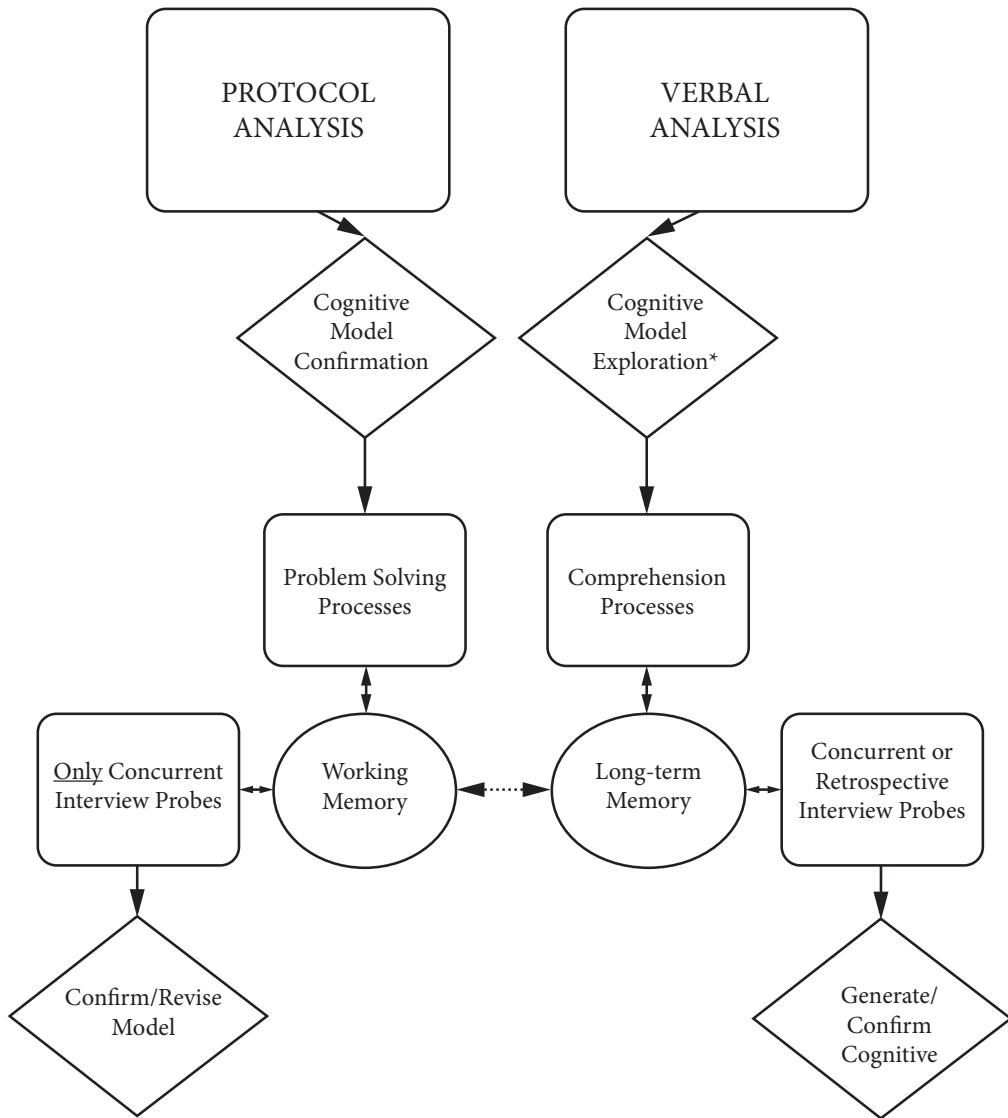 PROTOCOL
ANALYSIS
VERBAL
ANALYSIS
Cognitive
Model
Confirmation
Cognitive
Model
Exploration*
Problem Solving
Processes
Comprehension
Processes
Only Concurrent
Interview Probes
Working
Memory
Long-term
Memory
Concurrent or
Retrospective
Interview Probes
Confirm/Revise
Model
Generate/
Confirm
Cognitive